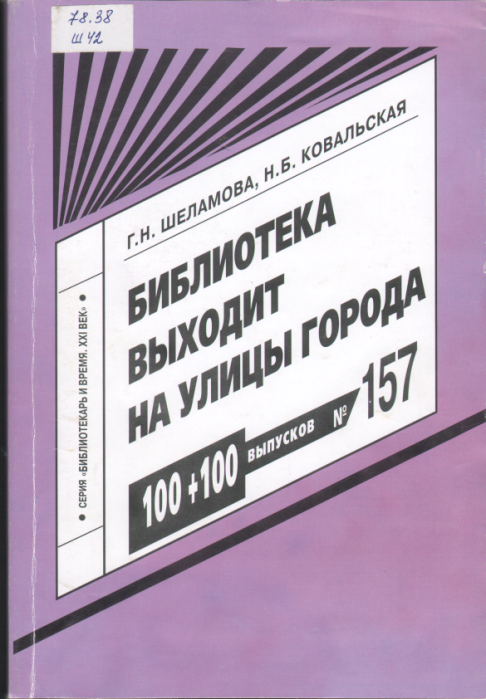 78.38
Ш42
Г.Н. ШЕЛАМОВА, Н.Б. КОВАЛЬСКАЯ
БИБЛИОТЕКА
ВЫХОДИТ
НА УЛИЦЫ ГОРОДА
100+100 ВЫПУСКОВ № 157
• СЕРИЯ «БИБЛИОТЕКАРЬ И ВРЕМЯ. XXI ВЕК» •